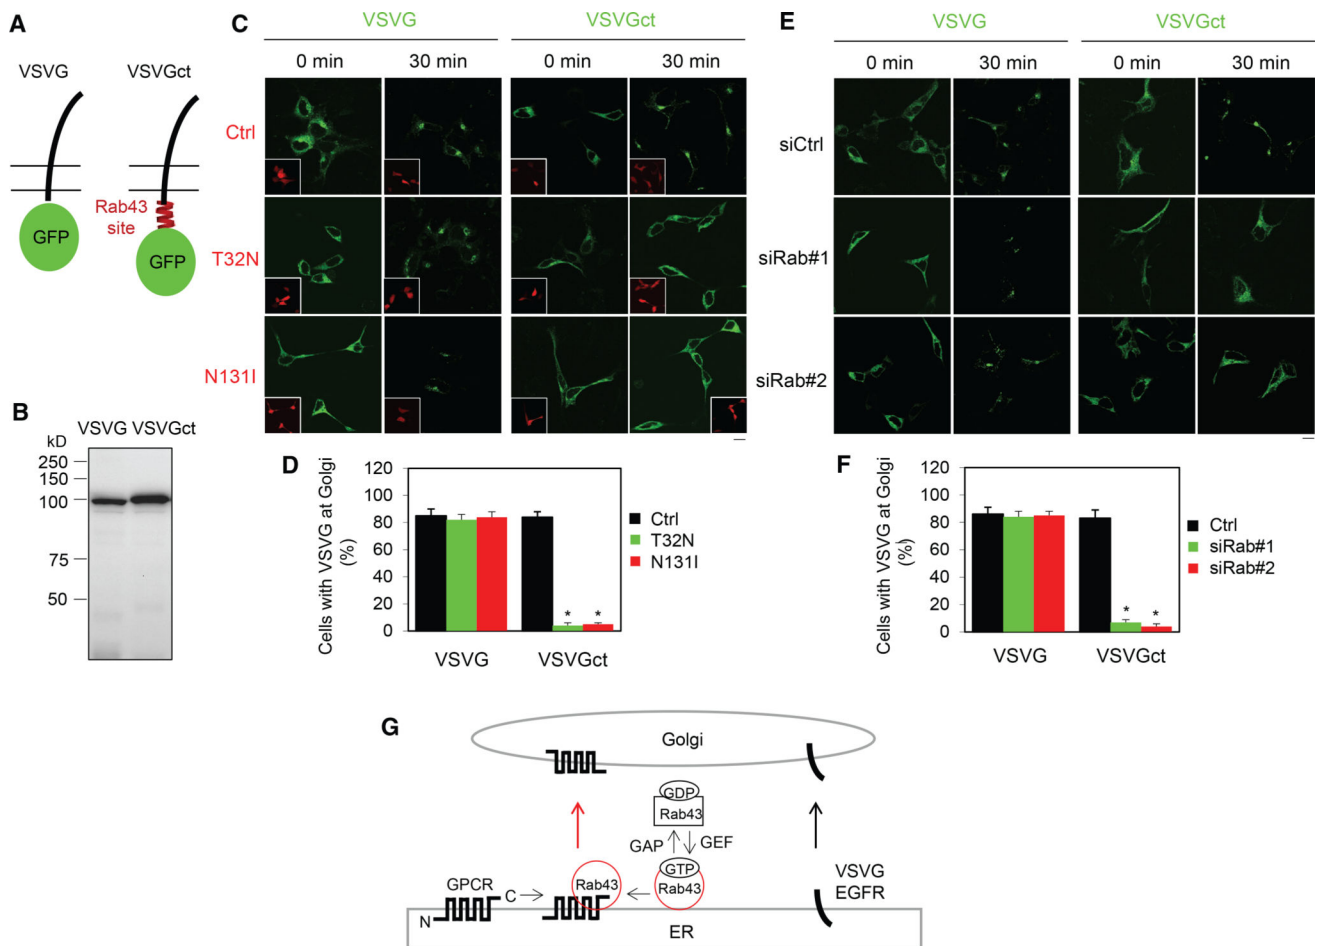 A
VSVG VSVGct
Rab43
site
GFP
GFP
B
VSVG VSVGct
kD
250
150
100
75
50
C
VSVG VSVGct
0 min 30 min 0 min 30 min
Ctrl
T32N
N131I
D
Cells with VSVG at Golgi
(%)
120
100
80
60
40
20
0
* *
VSVG VSVGct
Ctrl
T32N
N131I
E
VSVG VSVGct
0 min 30 min 0 min 30 min
siCtrl
siRab#1
siRab#2
F
Cells with VSVG at Golgi
(%)
120
100
80
60
40
20
0
* *
VSVG VSVGct
Ctrl
siRab#1
siRab#2
G
Golgi
GDP
Rab43
GAP GEF
GTP
Rab43
Rab43
GPCR
C
N
VSVG
EGFR
ER